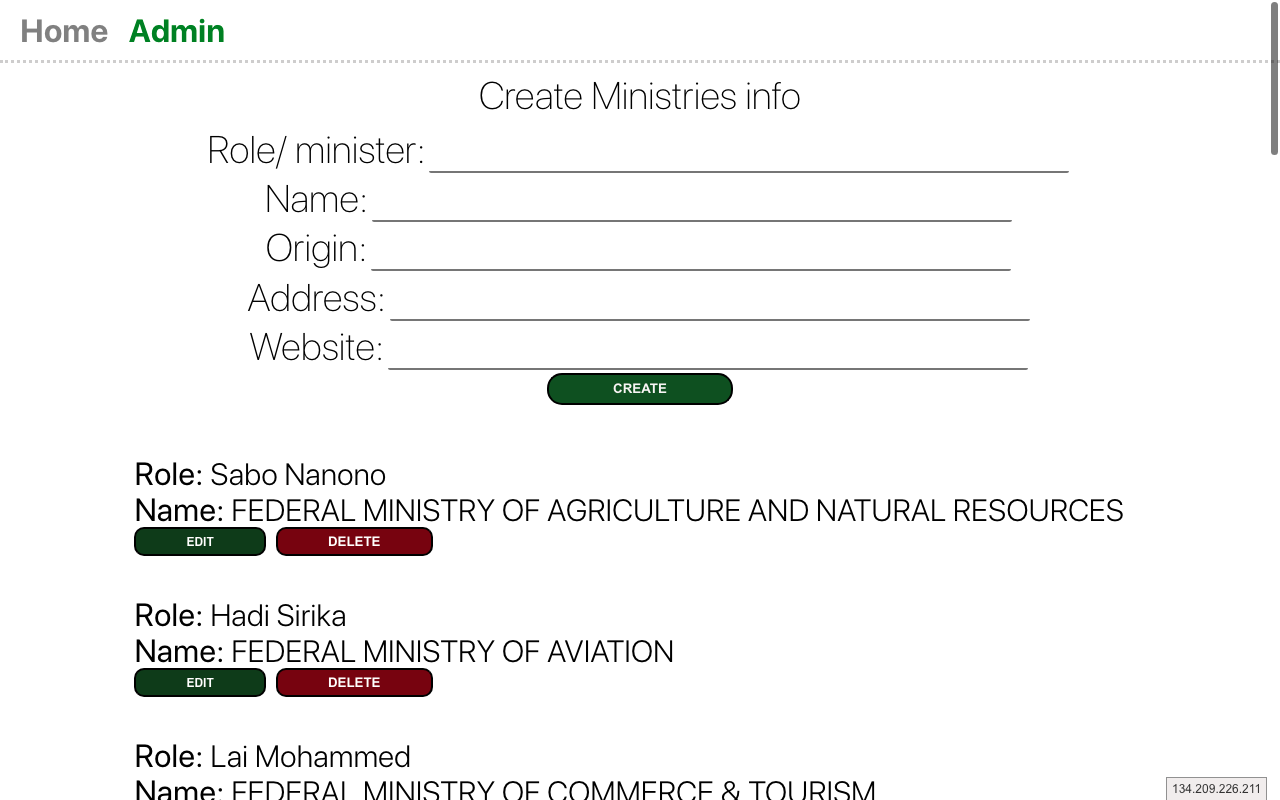 Home Admin
Create Ministries info
Role/ minister:
Name:
Origin:
Address:
Website:
CREATE
Role: Sabo Nanono
Name: FEDERAL MINISTRY OF AGRICULTURE AND NATURAL RESOURCES
EDIT DELETE
Role: Hadi Sirika
Name: FEDERAL MINISTRY OF AVIATION
EDIT DELETE
Role: Lai Mohammed
Name: FEDERAL MINISTRY OF COMMERCE & TOURISM
134.209.226.211